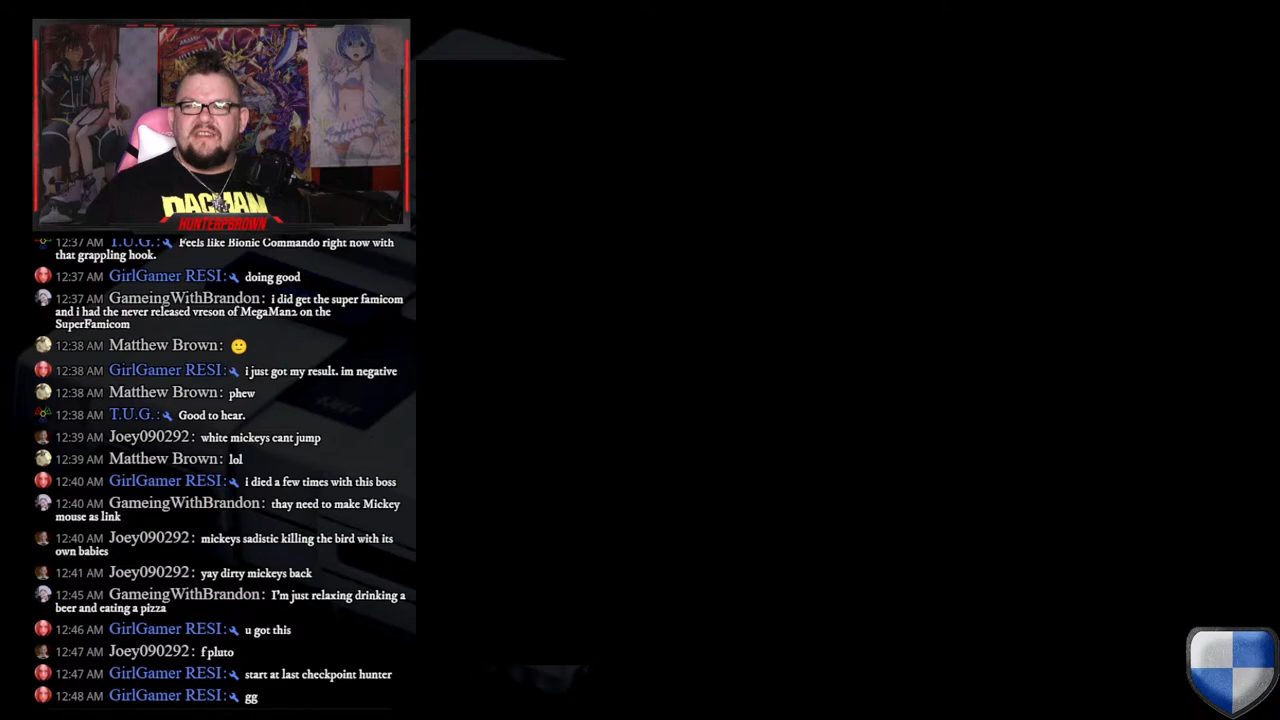 PACMAN
HUNTERPBROWN
12:37 AM T.U.G.: Feels like Bionic Commando right now with
that grappling hook.
12:37 AM GirlGamer RESI: doing good
12:37 AM GameingWithBrandon: i did get the super famicom
and i had the never released vreson of MegaMan2 on the
SuperFamicom
12:38 AM Matthew Brown:
12:38 AM GirlGamer RESI: i just got my result. im negative
12:38 AM Matthew Brown: phew
12:38 AM T.U.G.: Good to hear.
12:39 AM Joey090292: white mickeys cant jump
12:39 AM Matthew Brown: lol
12:40 AM GirlGamer RESI: i died a few times with this boss
12:40 AM GameingWithBrandon: thay need to make Mickey
mouse as link
12:40 AM Joey090292: mickeys sadistic killing the bird with its
own babies
12:41 AM Joey090292: yay dirty mickeys back
12:45 AM GameingWithBrandon: I'm just relaxing drinking a
beer and eating a pizza
12:46 AM GirlGamer RESI: u got this
12:47 AM Joey090292: f pluto
12:47 AM GirlGamer RESI: start at last checkpoint hunter
12:48 AM GirlGamer RESI: gg